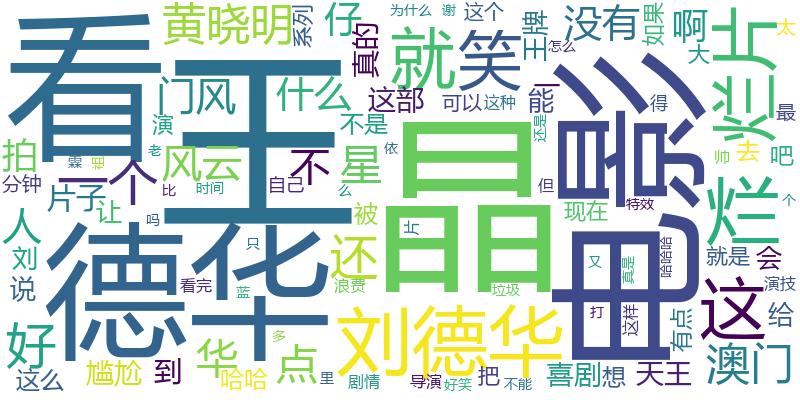 看
王
晶
电影
德华
刘德华
这
就
笑
黄晓明
系列
仔
为什么
谢
这个
王牌
没有
如果
啊
大
烂片
太
真的
怎么
门风
什么
这部
可以
这种
能
得
最
演
不是
还是
拍
霖
祖
老
一个
风云
不
星
依
烂
师
去
吧
分钟
片子
比
时间
自己
么
但
特效
个
让
被
现在
人
吗
片
哈哈哈
刘
只
还
又
真是
就是
会
说
看完
蓝
浪费
垃圾
演技
打
这样
给
好
多
有点
华
点
澳门
这么
尴尬
到
哈哈
里
剧情
导演
好笑
把
不能
喜剧
想
天王